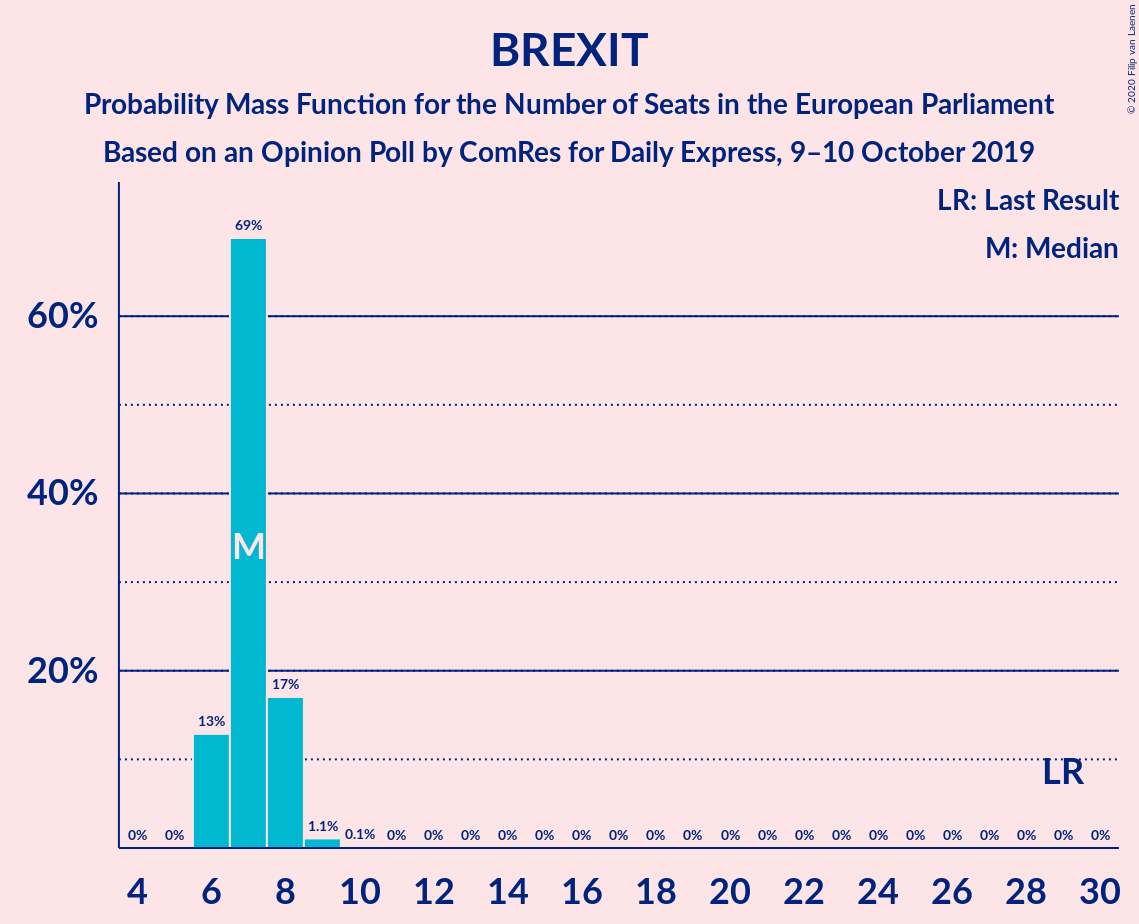 BREXIT
Probability Mass Function for the Number of Seats in the European Parliament
Based on an Opinion Poll by ComRes for Daily Express, 9–10 October 2019
© 2020 Filip van Laenen
LR: Last Result
M: Median
60%
40%
20%
0% 0% 13% 69% 17% 1.1% 0.1% 0% 0% 0% 0% 0% 0% 0% 0% 0% 0% 0% 0% 0% 0% 0% 0% 0% 0% 0% 0%
M
LR
4 6 8 10 12 14 16 18 20 22 24 26 28 30